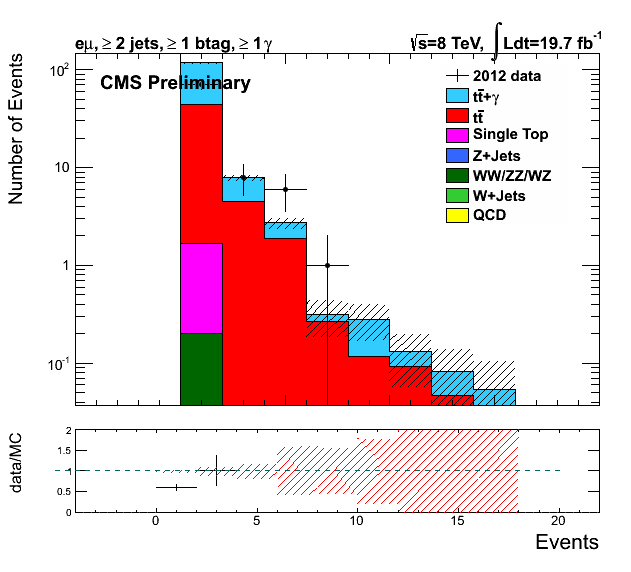 eμ, ≥ 2 jets, ≥ 1 btag, ≥ 1γ
√s=8 TeV, ∫Ldt=19.7 fb⁻¹
CMS Preliminary
Number of Events
10²
10
1
10⁻¹
2012 data
tt̄+γ
tt̄
Single Top
Z+Jets
WW/ZZ/WZ
W+Jets
QCD
data/MC
2
1.5
1
0.5
0
0 5 10 15 20
Events